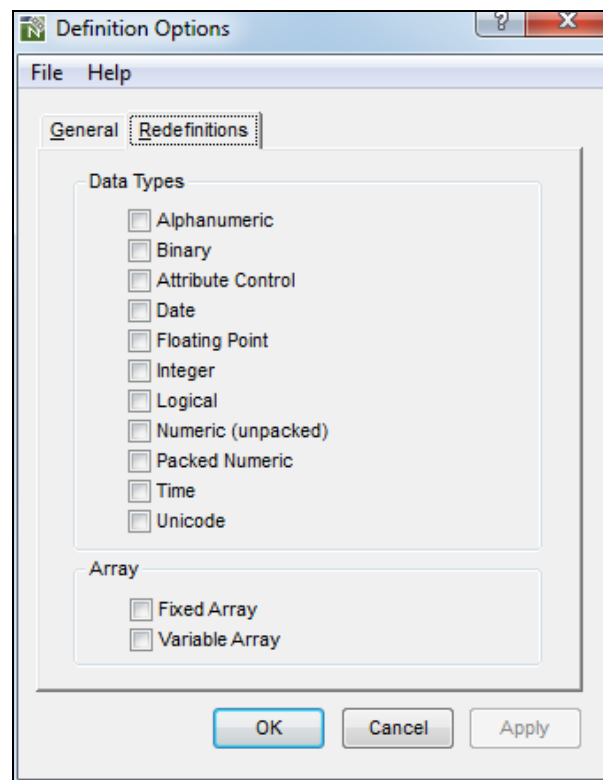 Definition Options
File Help
General Redefinitions
Data Types
Alphanumeric
Binary
Attribute Control
Date
Floating Point
Integer
Logical
Numeric (unpacked)
Packed Numeric
Time
Unicode
Array
Fixed Array
Variable Array
OK Cancel Apply